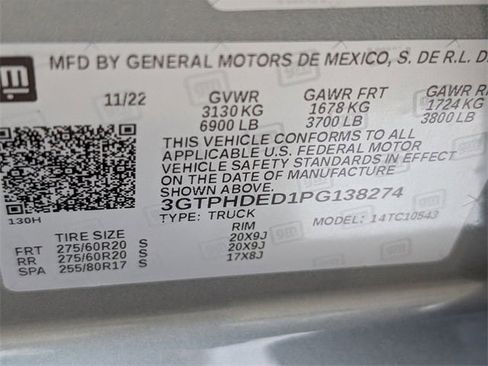 gm MFD BY GENERAL MOTORS DE MEXICO, S. DE R.L. D
11/22 GVWR GAWR FRT GAWR R
3130 KG 1678 KG 1724 KG
6900 LB 3700 LB 3800 LB
THIS VEHICLE CONFORMS TO ALL
APPLICABLE U.S. FEDERAL MOTOR
VEHICLE SAFETY STANDARDS IN EFFECT
ON THE DATE OF MANUFACTURE
SHOWN ABOVE.
3GTPHDED1PG138274
130H TYPE: TRUCK MODEL: 14TC10543
TIRE SIZE RIM
FRT 275/60R20 S 20X9J
RR 275/60R20 S 20X9J
SPA 255/80R17 S 17X8J